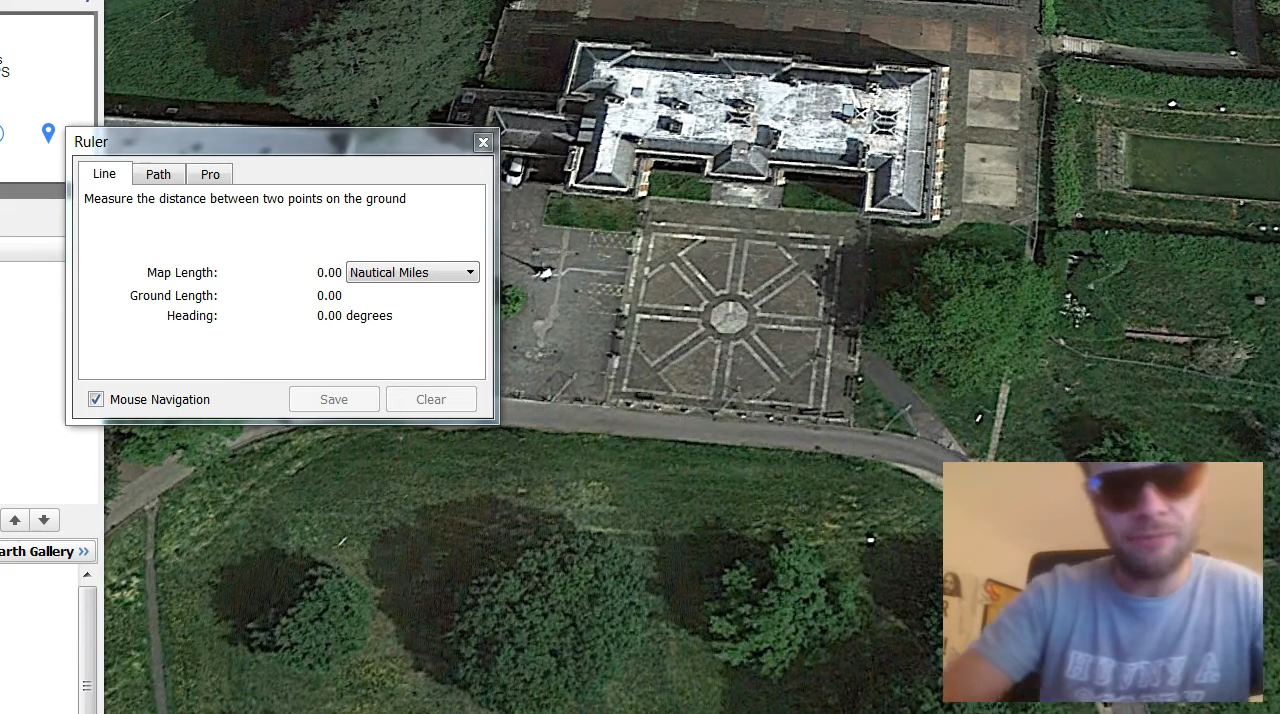 s
PS
Ruler
Line Path Pro
Measure the distance between two points on the ground
Map Length: 0.00 Nautical Miles
Ground Length: 0.00
Heading: 0.00 degrees
Mouse Navigation Save Clear
arth Gallery »